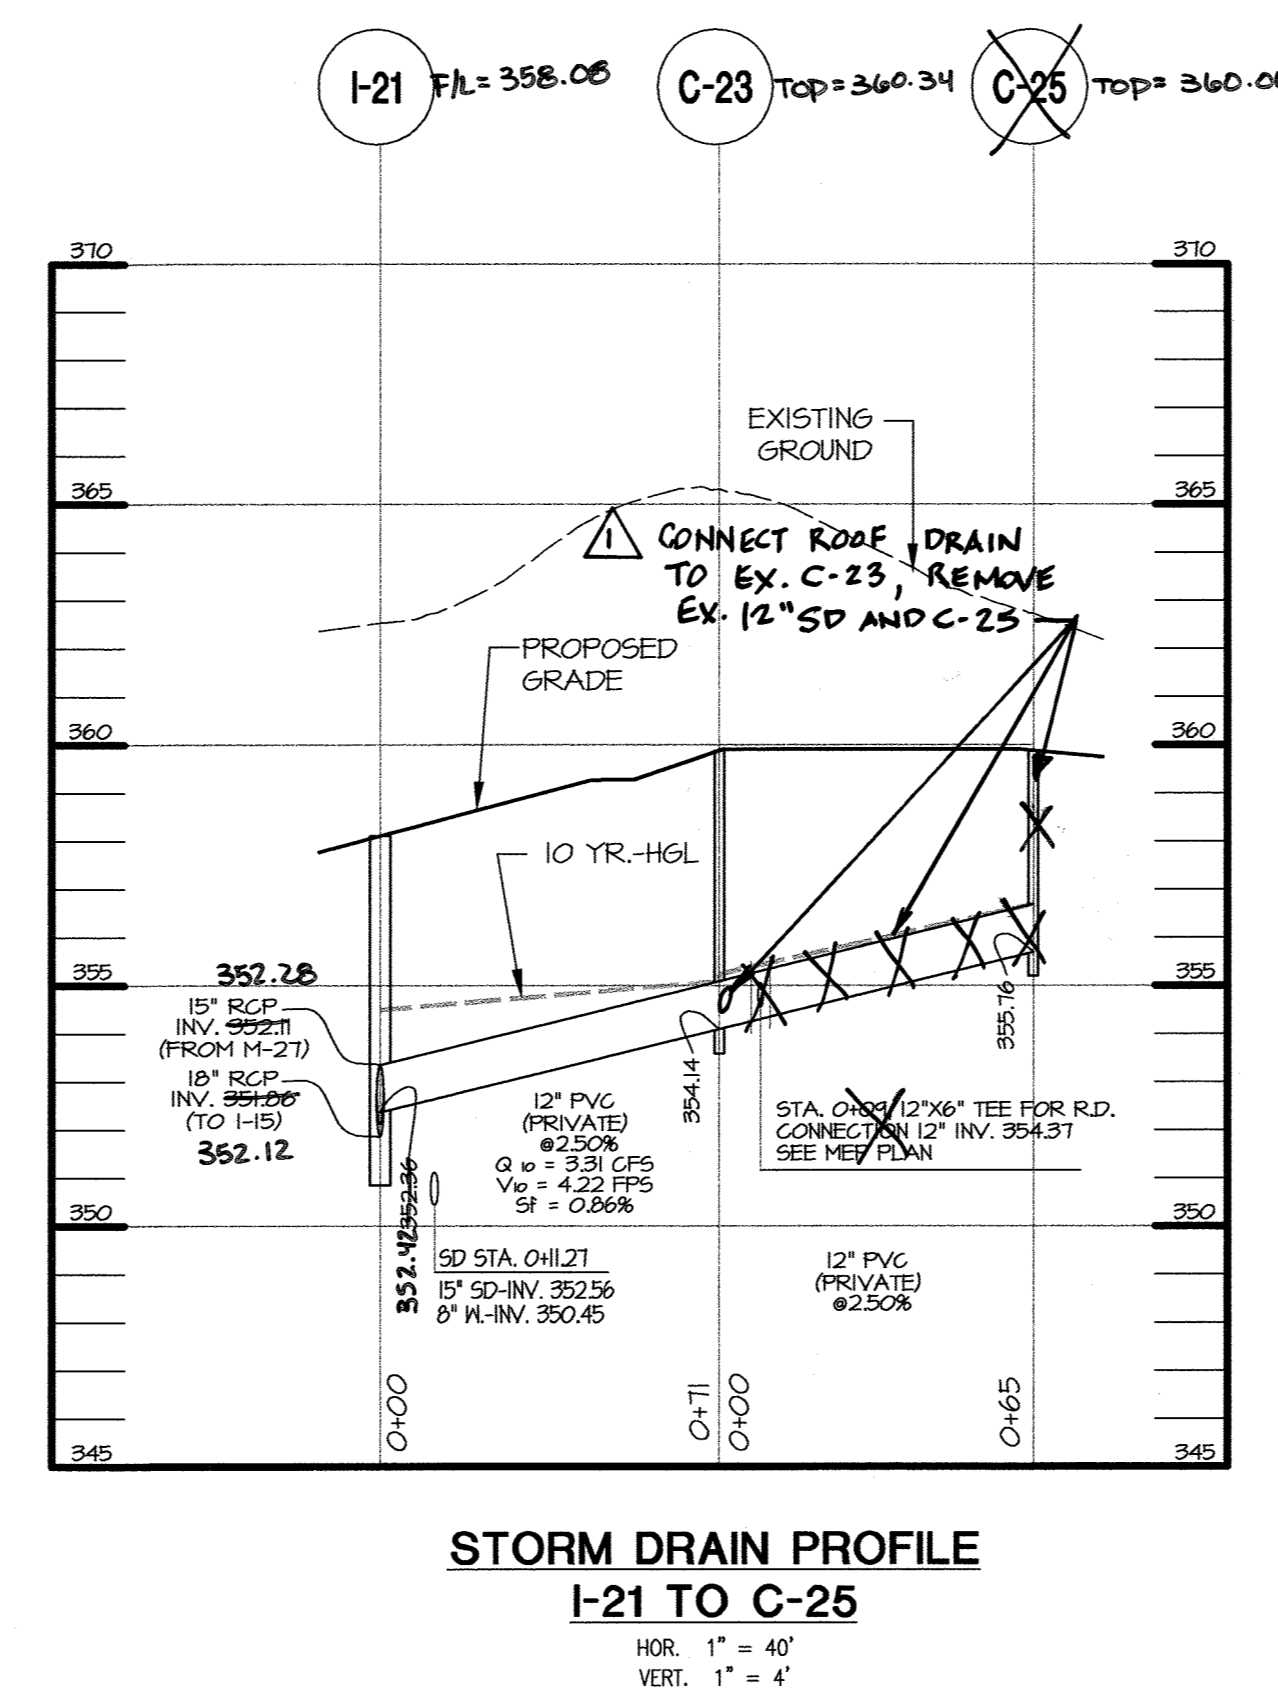 I-21 F/L = 358.08
C-23 TOP = 360.34
C-25 TOP = 360.0
370
370
365
365
360
360
355
355
350
350
345
345
EXISTING
GROUND
1 CONNECT ROOF DRAIN
TO EX. C-23, REMOVE
EX. 12" SD AND C-25
PROPOSED
GRADE
10 YR.-HGL
352.28
15" RCP
INV. 352.11
(FROM M-27)
18" RCP
INV. 351.86
(TO I-15)
352.12
352.42
352.36
12" PVC
(PRIVATE)
@2.50%
Q 10 = 3.31 CFS
V10 = 4.22 FPS
Sf = 0.86%
354.14
355.76
STA. 0+09, 12"X6" TEE FOR R.D.
CONNECTION 12" INV. 354.37
SEE MEP PLAN
SD STA. 0+11.27
15" SD-INV. 352.56
8" W.-INV. 350.45
12" PVC
(PRIVATE)
@2.50%
0+00
0+71
0+00
0+65
STORM DRAIN PROFILE
I-21 TO C-25
HOR. 1" = 40'
VERT. 1" = 4'